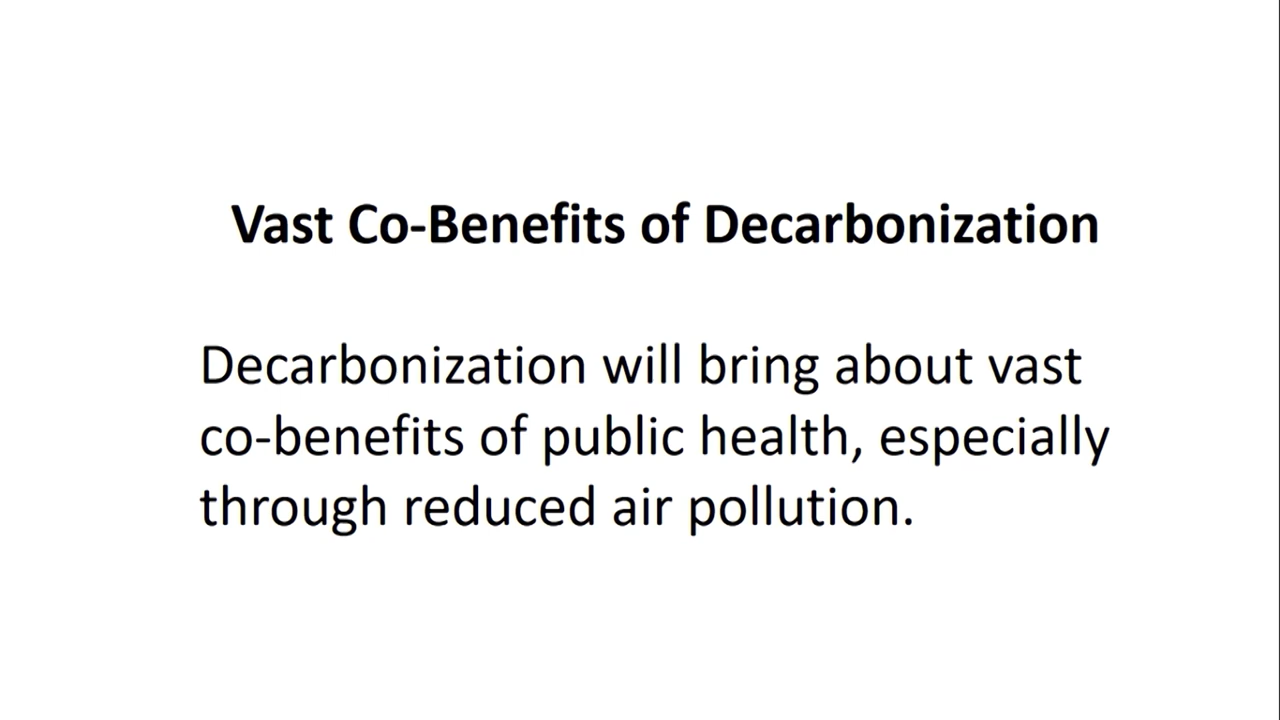 Vast Co-Benefits of Decarbonization
Decarbonization will bring about vast
co-benefits of public health, especially
through reduced air pollution.